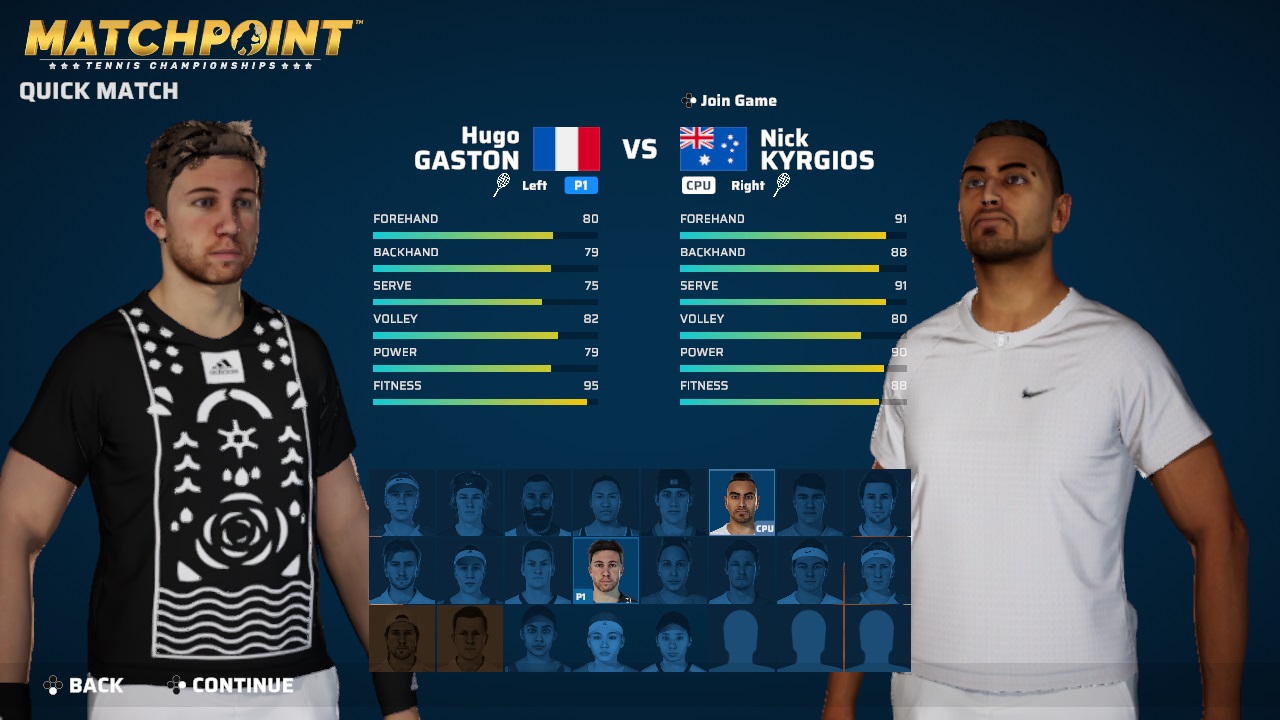 MATCHPOINT™
TENNIS CHAMPIONSHIPS
QUICK MATCH
Join Game
Hugo
GASTON
VS
Nick
KYRGIOS
Left P1
CPU Right
FOREHAND 80
BACKHAND 79
SERVE 75
VOLLEY 82
POWER 79
FITNESS 95
FOREHAND 91
BACKHAND 88
SERVE 91
VOLLEY 80
POWER 90
FITNESS 88
adidas
CPU
P1
BACK
CONTINUE